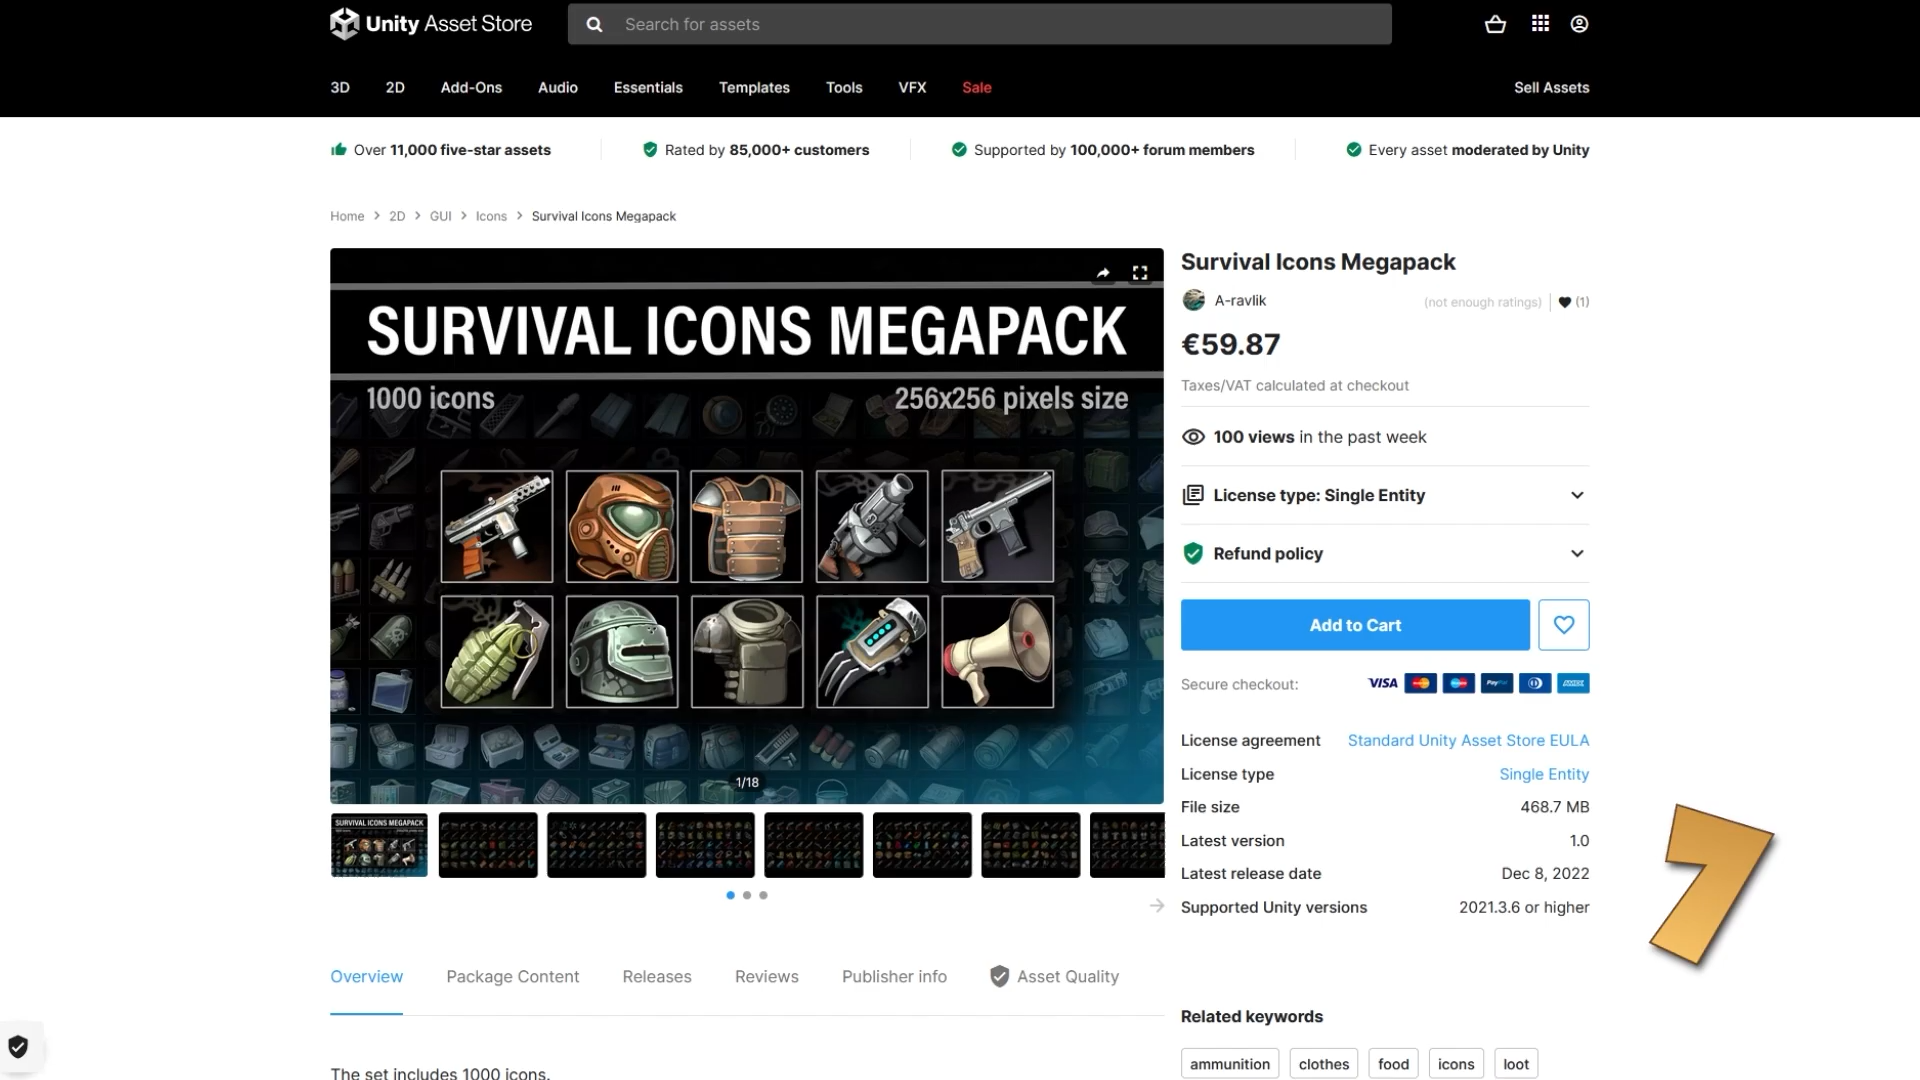 Unity Asset Store
Search for assets
3D 2D Add-Ons Audio Essentials Templates Tools VFX Sale Sell Assets
Over 11,000 five-star assets
Rated by 85,000+ customers
Supported by 100,000+ forum members
Every asset moderated by Unity
Home > 2D > GUI > Icons > Survival Icons Megapack
SURVIVAL ICONS MEGAPACK
1000 icons
256x256 pixels size
1/18
SURVIVAL ICONS MEGAPACK
Survival Icons Megapack
A-ravlik
(not enough ratings)
(1)
€59.87
Taxes/VAT calculated at checkout
100 views in the past week
License type: Single Entity
Refund policy
Add to Cart
Secure checkout:
VISA
PayPal
License agreement Standard Unity Asset Store EULA
License type Single Entity
File size 468.7 MB
Latest version 1.0
Latest release date Dec 8, 2022
Supported Unity versions 2021.3.6 or higher
7
Overview Package Content Releases Reviews Publisher info Asset Quality
The set includes 1000 icons.
Related keywords
ammunition clothes food icons loot